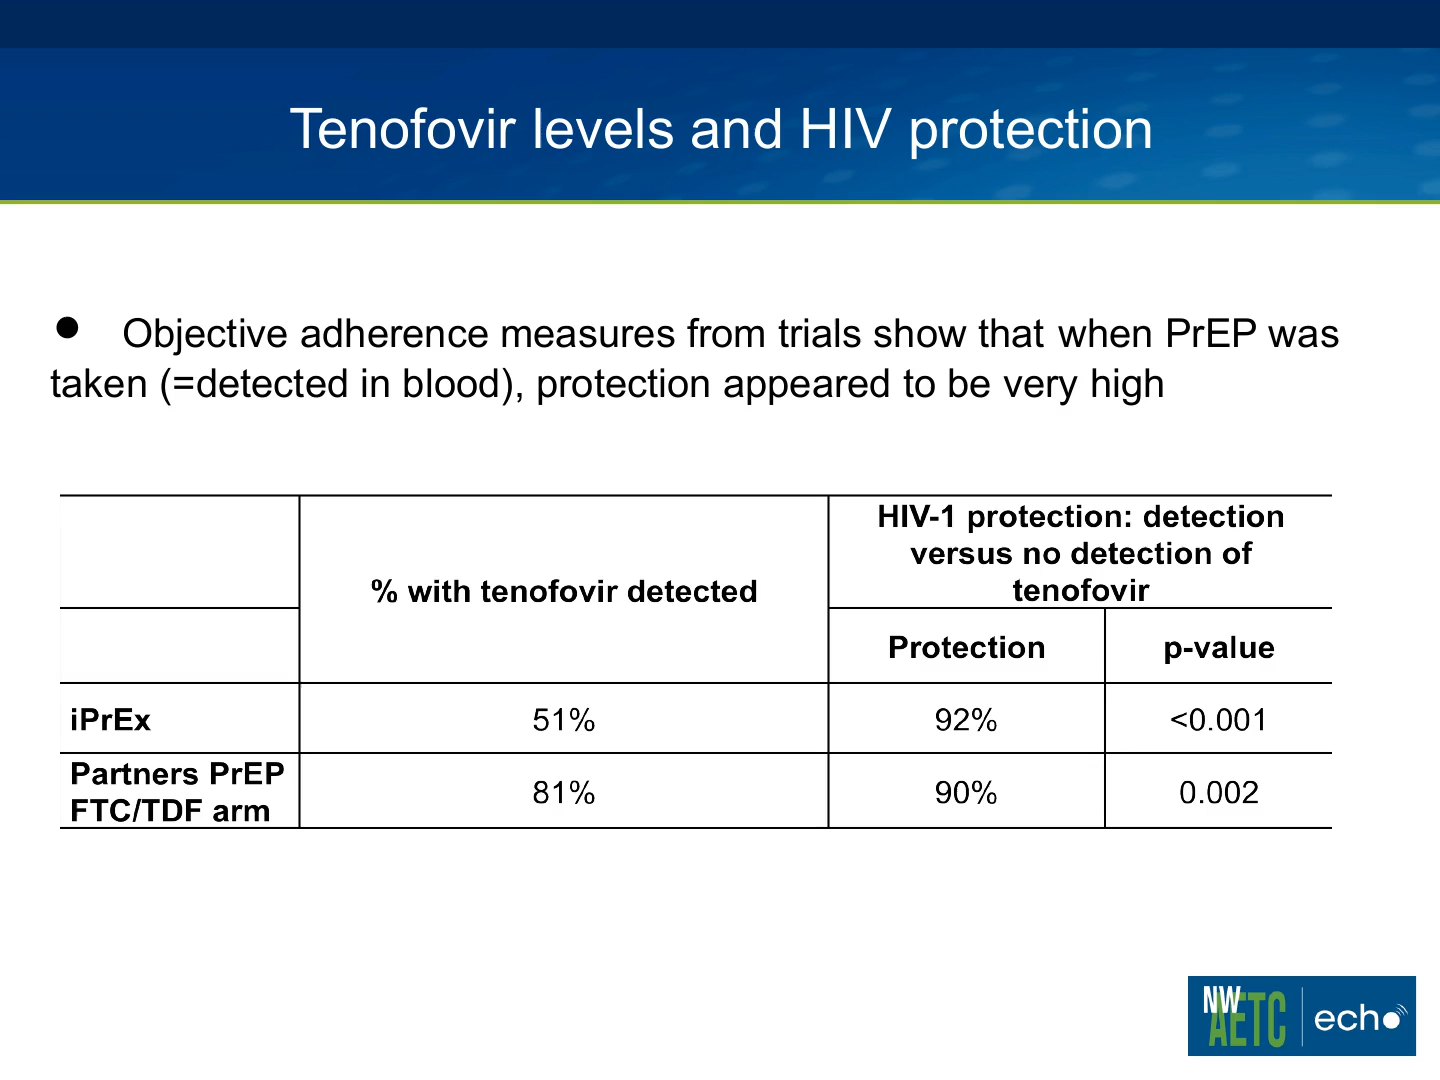 Tenofovir levels and HIV protection
● Objective adherence measures from trials show that when PrEP was
taken (=detected in blood), protection appeared to be very high
% with tenofovir detected
HIV-1 protection: detection
versus no detection of
tenofovir
Protection p-value
iPrEx 51% 92% <0.001
Partners PrEP
FTC/TDF arm 81% 90% 0.002
NW
AETC echo